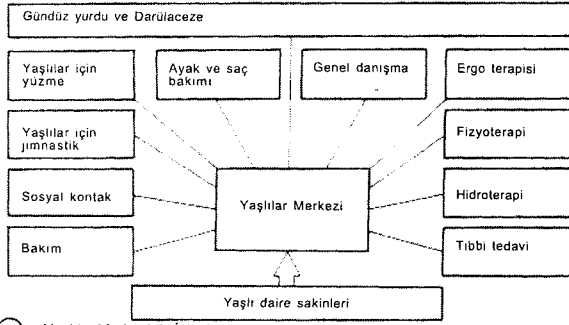 Gündüz yurdu ve Darülaceze
Yaşlılar için
yüzme
Ayak ve saç
bakımı
Genel danışma
Ergo terapisi
Yaşlılar için
jimnastik
Fizyoterapi
Sosyal kontak
Yaşlılar Merkezi
Hidroterapi
Bakım
Tıbbi tedavi
Yaşlı daire sakinleri